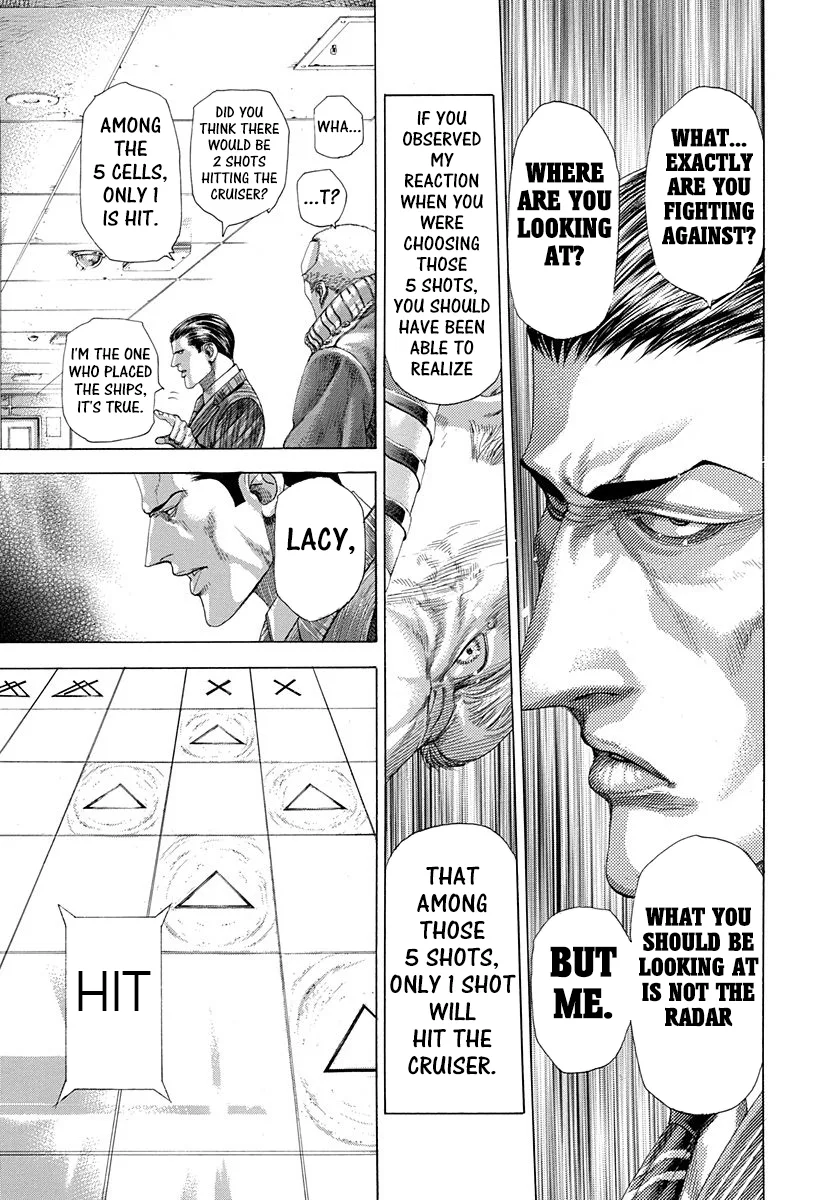 WHAT...
EXACTLY
ARE YOU
FIGHTING
AGAINST?
WHERE
ARE YOU
LOOKING
AT?
WHAT YOU
SHOULD BE
LOOKING AT
IS NOT THE
RADAR
BUT
ME.
IF YOU
OBSERVED
MY
REACTION
WHEN YOU
WERE
CHOOSING
THOSE
5 SHOTS,
YOU SHOULD
HAVE BEEN
ABLE TO
REALIZE
THAT
AMONG
THOSE
5 SHOTS,
ONLY 1 SHOT
WILL
HIT THE
CRUISER.
WHA...
...T?
DID YOU
THINK THERE
WOULD BE
2 SHOTS
HITTING THE
CRUISER?
AMONG
THE
5 CELLS,
ONLY 1
IS HIT.
I'M THE ONE
WHO PLACED
THE SHIPS,
IT'S TRUE.
LACY,
HIT